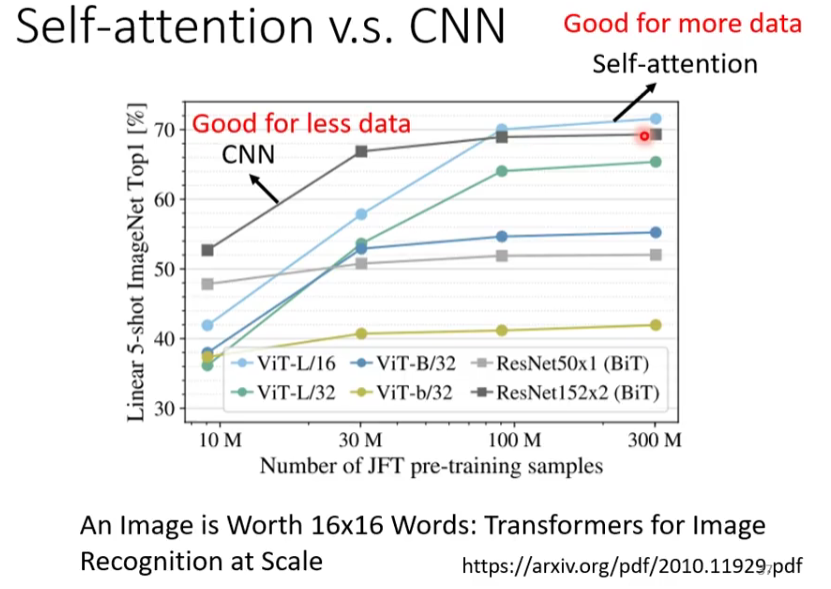 Self-attention v.s. CNN
Good for more data
Self-attention
Good for less data
CNN
Linear 5-shot ImageNet Top1 [%]
70
60
50
40
30
ViT-L/16 ViT-B/32 ResNet50x1 (BiT)
ViT-L/32 ViT-b/32 ResNet152x2 (BiT)
10 M 30 M 100 M 300 M
Number of JFT pre-training samples
An Image is Worth 16x16 Words: Transformers for Image
Recognition at Scale
https://arxiv.org/pdf/2010.11929.pdf